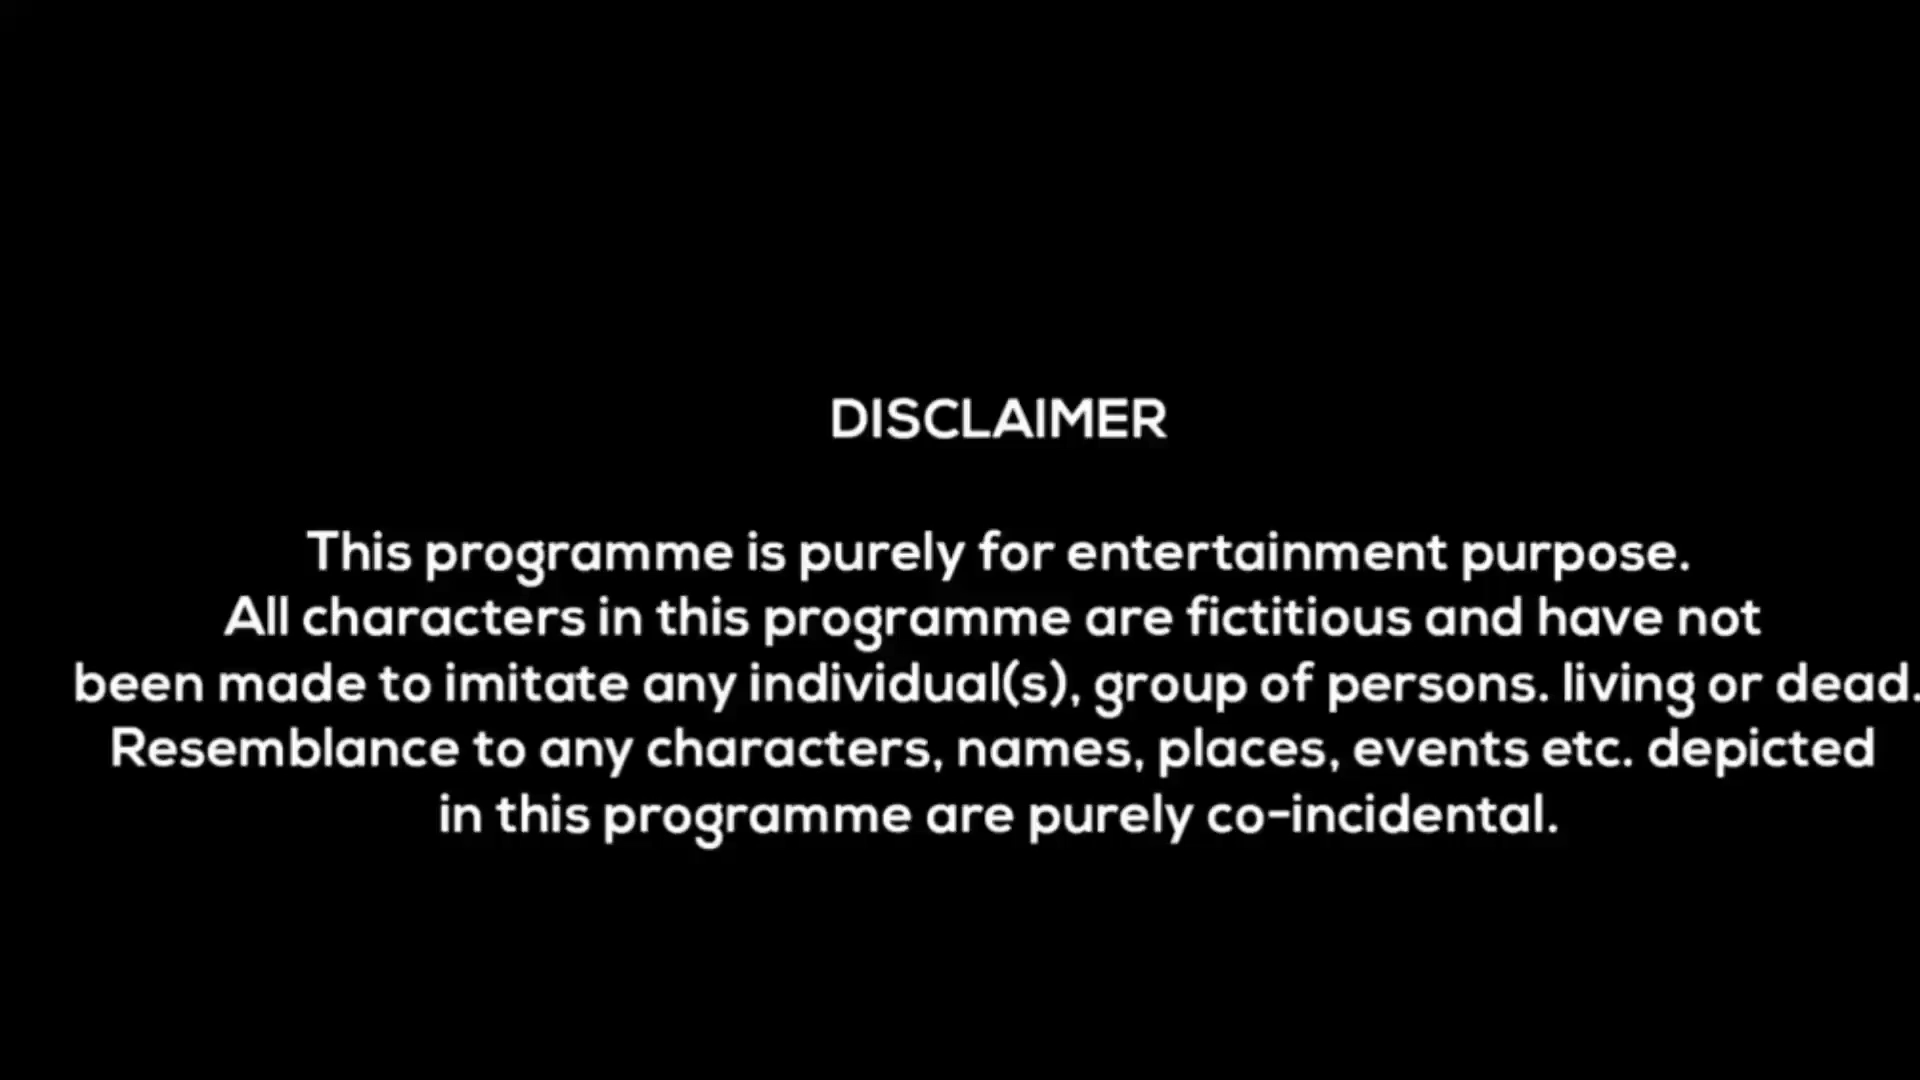 DISCLAIMER
This programme is purely for entertainment purpose.
All characters in this programme are fictitious and have not
been made to imitate any individual(s), group of persons. living or dead.
Resemblance to any characters, names, places, events etc. depicted
in this programme are purely co-incidental.